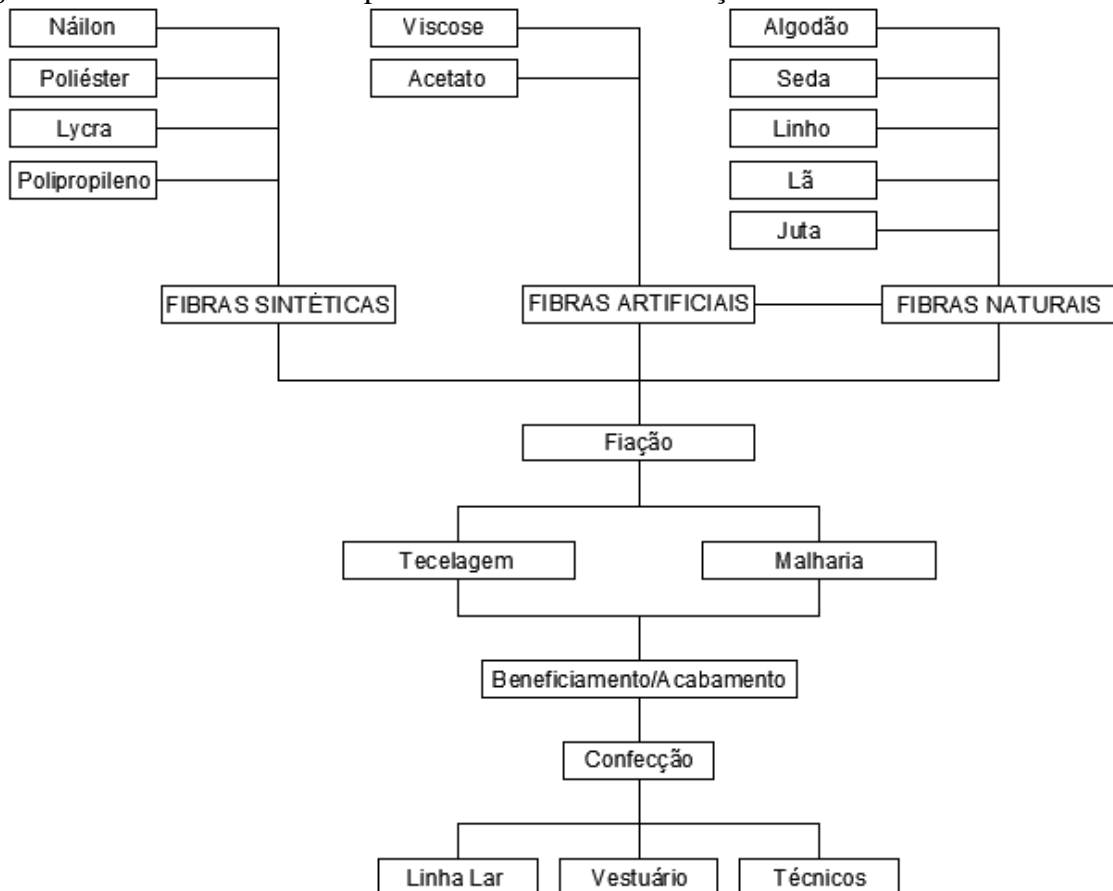 Náilon
Viscose
Algodão
Poliéster
Acetato
Seda
Lycra
Linho
Polipropileno
Lã
Juta
FIBRAS SINTÉTICAS
FIBRAS ARTIFICIAIS
FIBRAS NATURAIS
Fiação
Tecelagem
Malharia
Beneficiamento/Acabamento
Confecção
Linha Lar
Vestuário
Técnicos